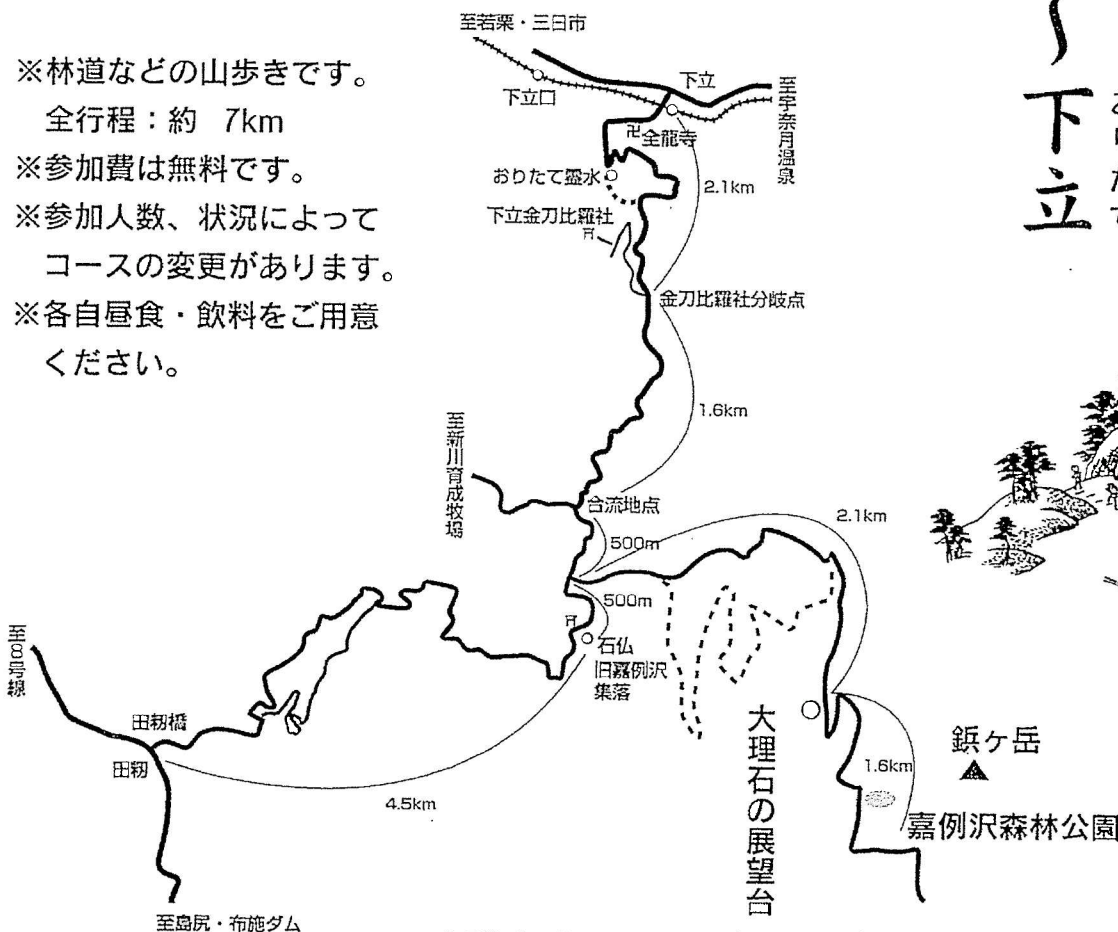 ※林道などの山歩きです。
全行程：約 7km
※参加費は無料です。
※参加人数、状況によって
コースの変更があります。
※各自昼食・飲料をご用意
ください。
～下立
至若栗・三日市
下立口
下立
至宇奈月温泉
卍全龍寺
おりたて霊水
2.1km
下立金刀比羅社
金刀比羅社分岐点
1.6km
至新川育成牧場
合流地点
500m
2.1km
500m
石仏
旧嘉例沢
集落
至8号線
田籾橋
田籾
4.5km
大理石の展望台
1.6km
鋲ヶ岳
嘉例沢森林公園
至島尻・布施ダム